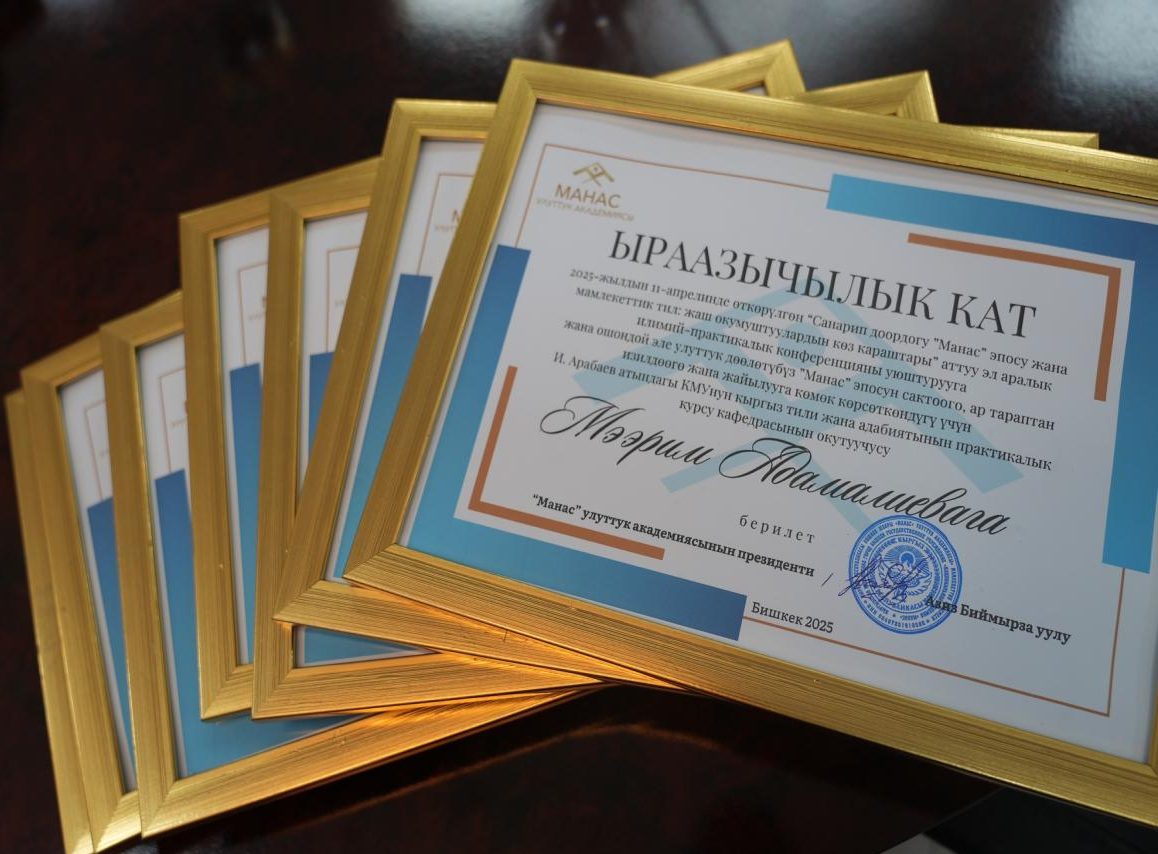 МАНАС
УЛУТТУК АКАДЕМИЯСЫ
ЫРААЗЫЧЫЛЫК КАТ
2025-жылдын 11-апрелинде өткөрүлгөн "Санарип доордогу "Манас" эпосу жана
мамлекеттик тил: жаш окумуштуулардын көз караштары" аттуу эл аралык
илимий-практикалык конференцияны уюштурууга
жана ошондой эле улуттук дөөлөтүбүз "Манас" эпосун сактоого, ар тараптан
изилдөөгө жана жайылууга көмөк көрсөткөндүгү үчүн
И. Арабаев атындагы КМУнун кыргыз тили жана адабиятынын практикалык
курсу кафедрасынын окутуучусу
Мээрим Адамалиевага
берилет
"Манас" улуттук академиясынын президенти
Азиз Биймырза уулу
Бишкек 2025